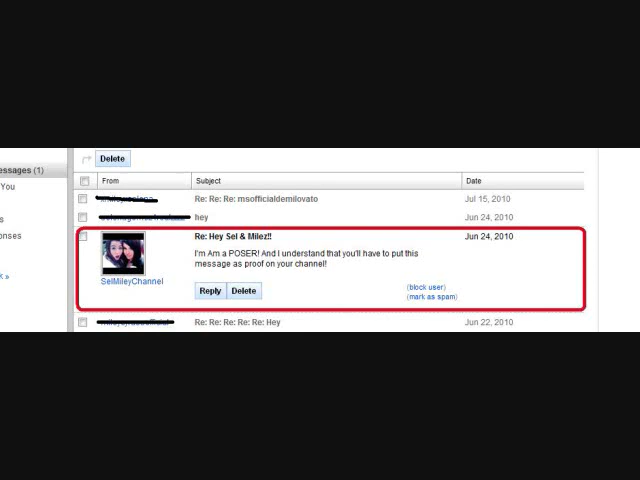 Delete
essages (1)
From Subject Date
You
Re: Re: Re: msofficialdemilovato Jul 15, 2010
s
hey Jun 24, 2010
onses
Re: Hey Sel & Milez!! Jun 24, 2010
I'm Am a POSER! And I understand that you'll have to put this
message as proof on your channel!
k »
SelMileyChannel
Reply Delete
(block user)
(mark as spam)
Re: Re: Re: Re: Re: Hey Jun 22, 2010